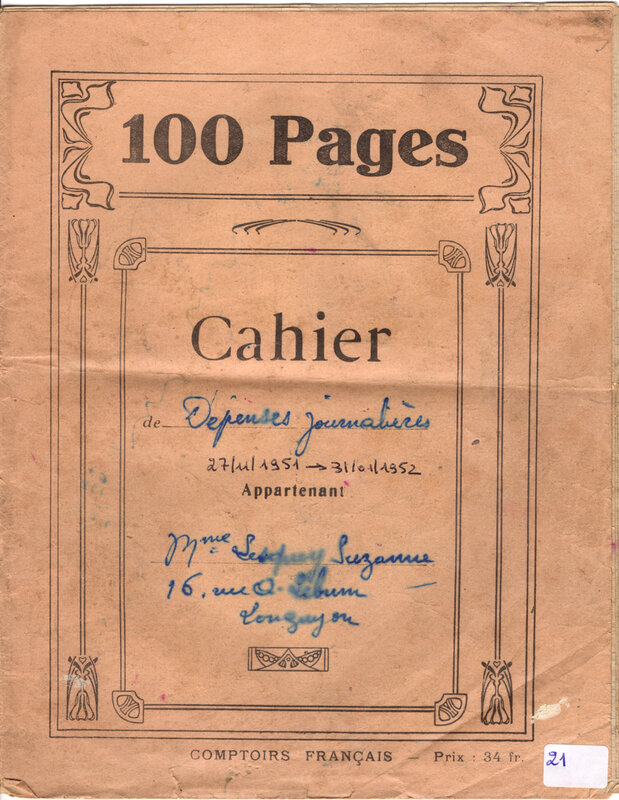 100 Pages
Cahier
de Dépenses journalières
27/11/1951 → 31/01/1952
Appartenant
Mme Suzanne
16, rue A. Lebrun
Longuyon
COMPTOIRS FRANÇAIS — Prix : 34 fr.
21